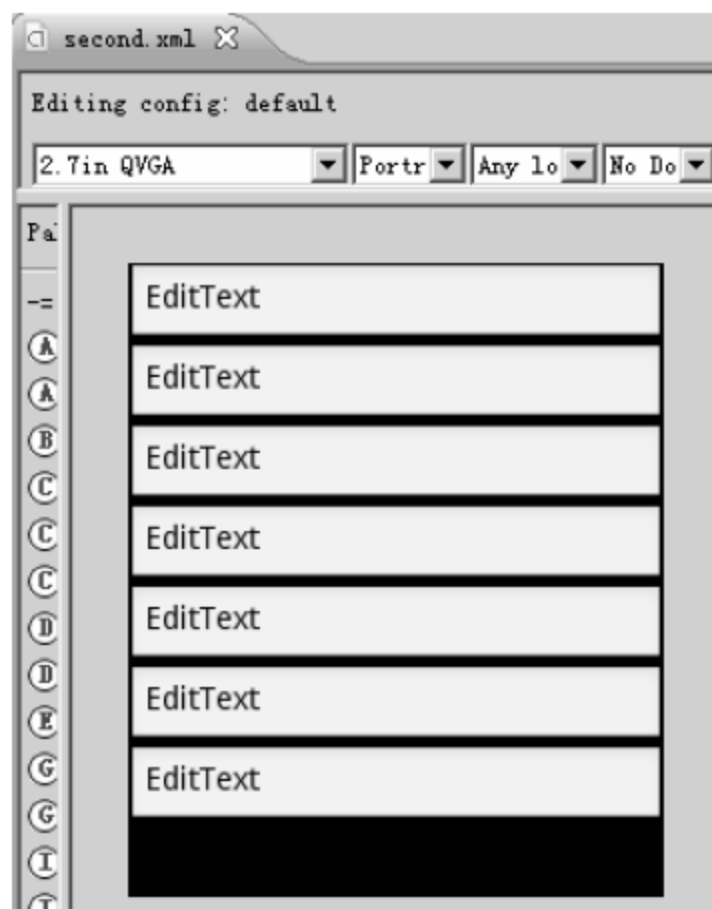 second.xml
Editing config: default
2.7in QVGA
Portr
Any lo
No Do
Pa
EditText
EditText
EditText
EditText
EditText
EditText
EditText
A
A
B
C
C
C
D
D
E
G
G
I